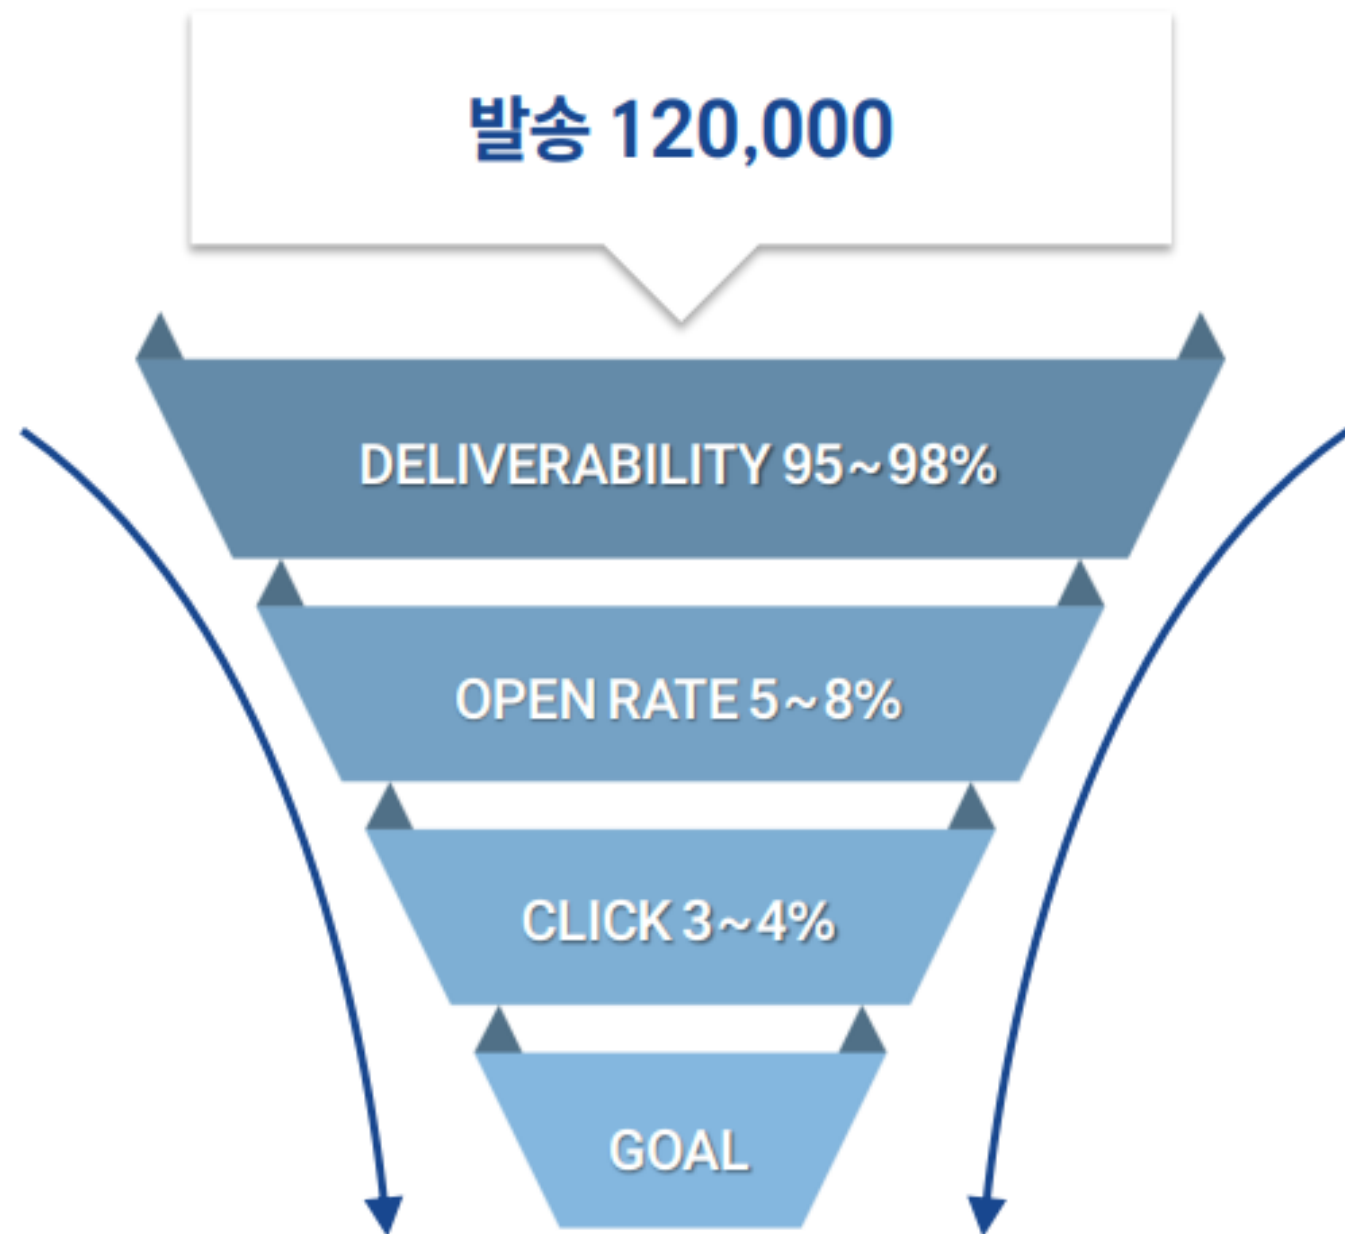 발송 120,000
DELIVERABILITY 95~98%
OPEN RATE 5~8%
CLICK 3~4%
GOAL